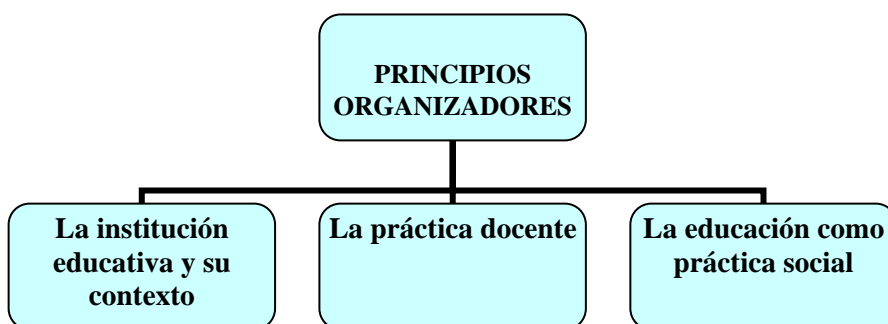 PRINCIPIOS
ORGANIZADORES
La institución
educativa y su
contexto
La práctica docente
La educación como
práctica social